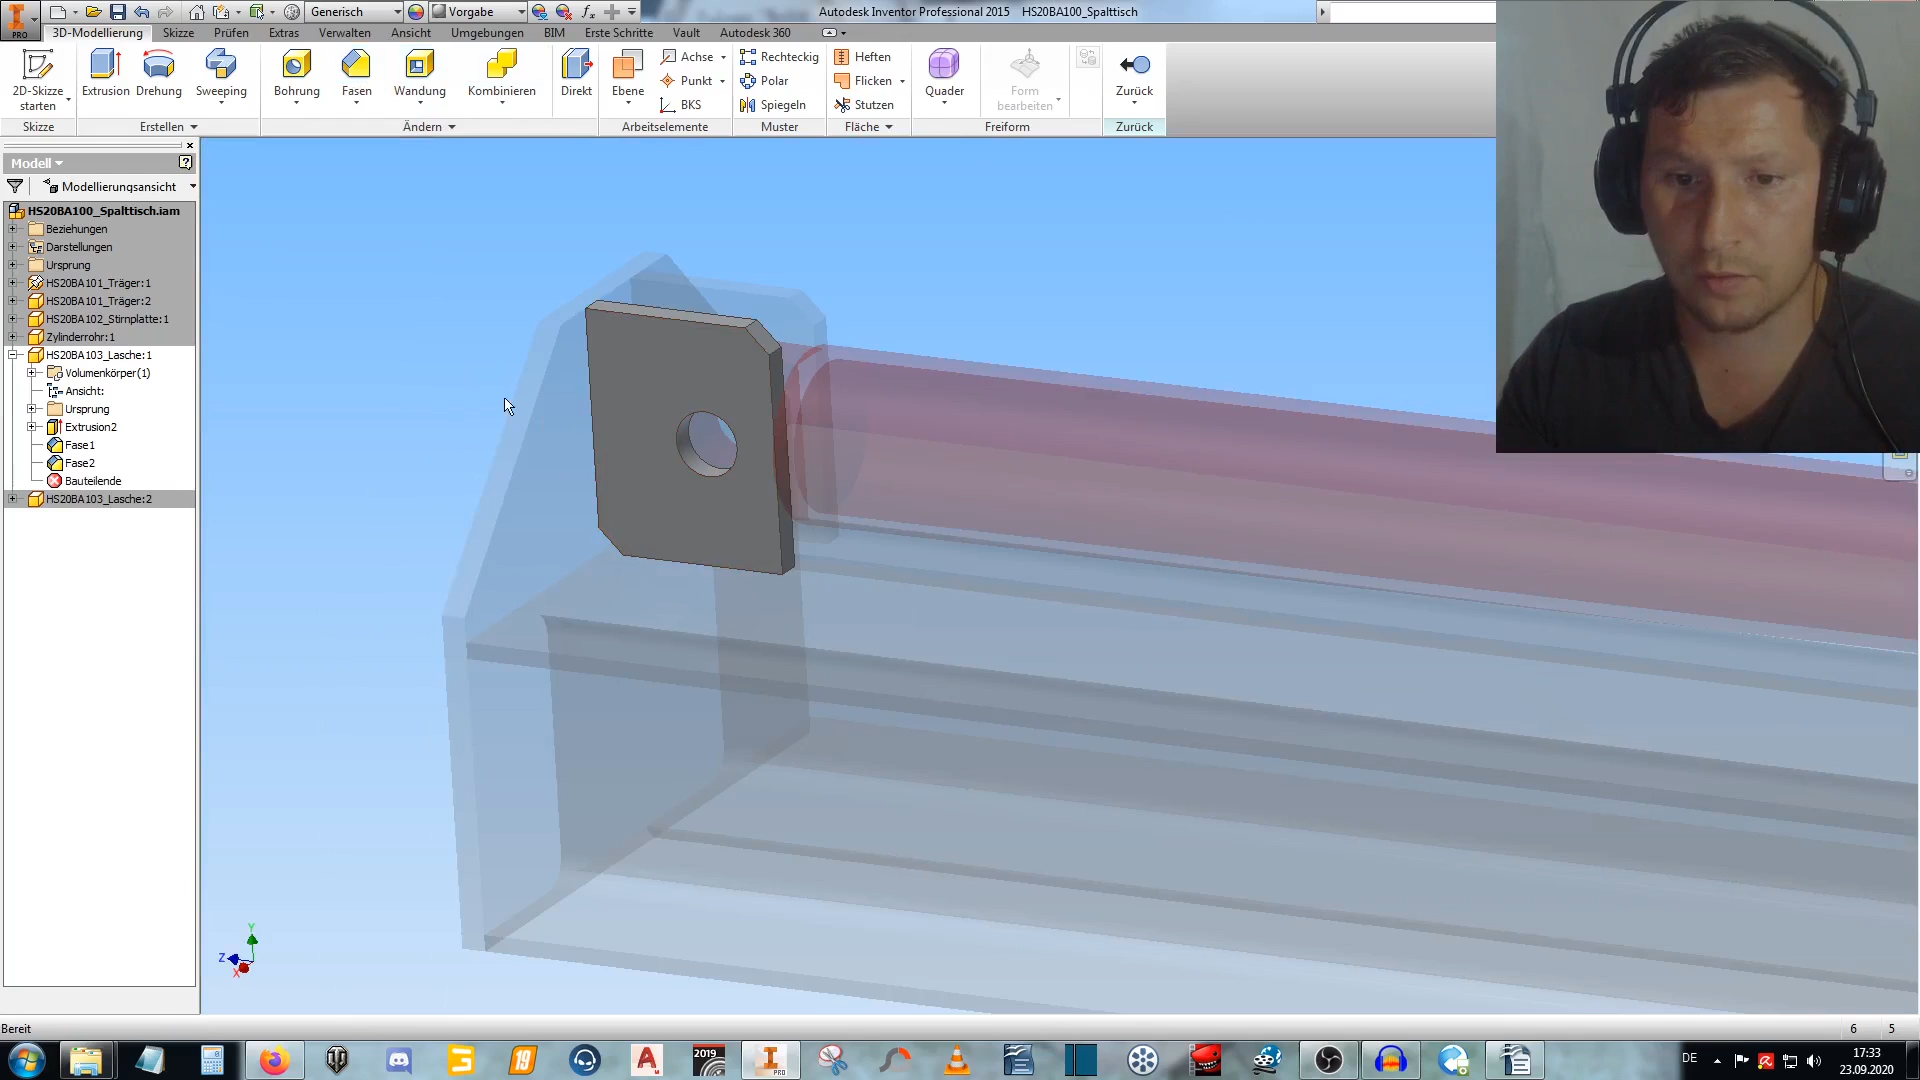 Generisch
Vorgabe
Autodesk Inventor Professional 2015 HS20BA100_Spalttisch
PRO
3D-Modellierung Skizze Prüfen Extras Verwalten Ansicht Umgebungen BIM Erste Schritte Vault Autodesk 360
2D-Skizze starten
Extrusion
Drehung
Sweeping
Bohrung
Fasen
Wandung
Kombinieren
Direkt
Ebene
Achse
Punkt
BKS
Rechteckig
Polar
Spiegeln
Heften
Flicken
Stutzen
Quader
Form bearbeiten
Zurück
Skizze
Erstellen
Ändern
Arbeitselemente
Muster
Fläche
Freiform
Zurück
Modell
Modellierungsansicht
HS20BA100_Spalttisch.iam
Beziehungen
Darstellungen
Ursprung
HS20BA101_Träger:1
HS20BA101_Träger:2
HS20BA102_Stirnplatte:1
Zylinderrohr:1
HS20BA103_Lasche:1
Volumenkörper(1)
Ansicht:
Ursprung
Extrusion2
Fase1
Fase2
Bauteilende
HS20BA103_Lasche:2
Y
Z
X
Bereit
6 5
19
2019
PRO
DE
17:33
23.09.2020